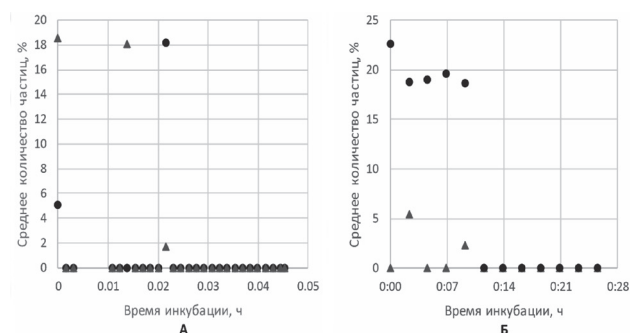 Среднее количество частиц, %
20
18
16
14
12
10
8
6
4
2
0
0 0.01 0.02 0.03 0.04 0.05
Время инкубации, ч
А
Среднее количество частиц, %
25
20
15
10
5
0
0:00 0:07 0:14 0:21 0:28
Время инкубации, ч
Б